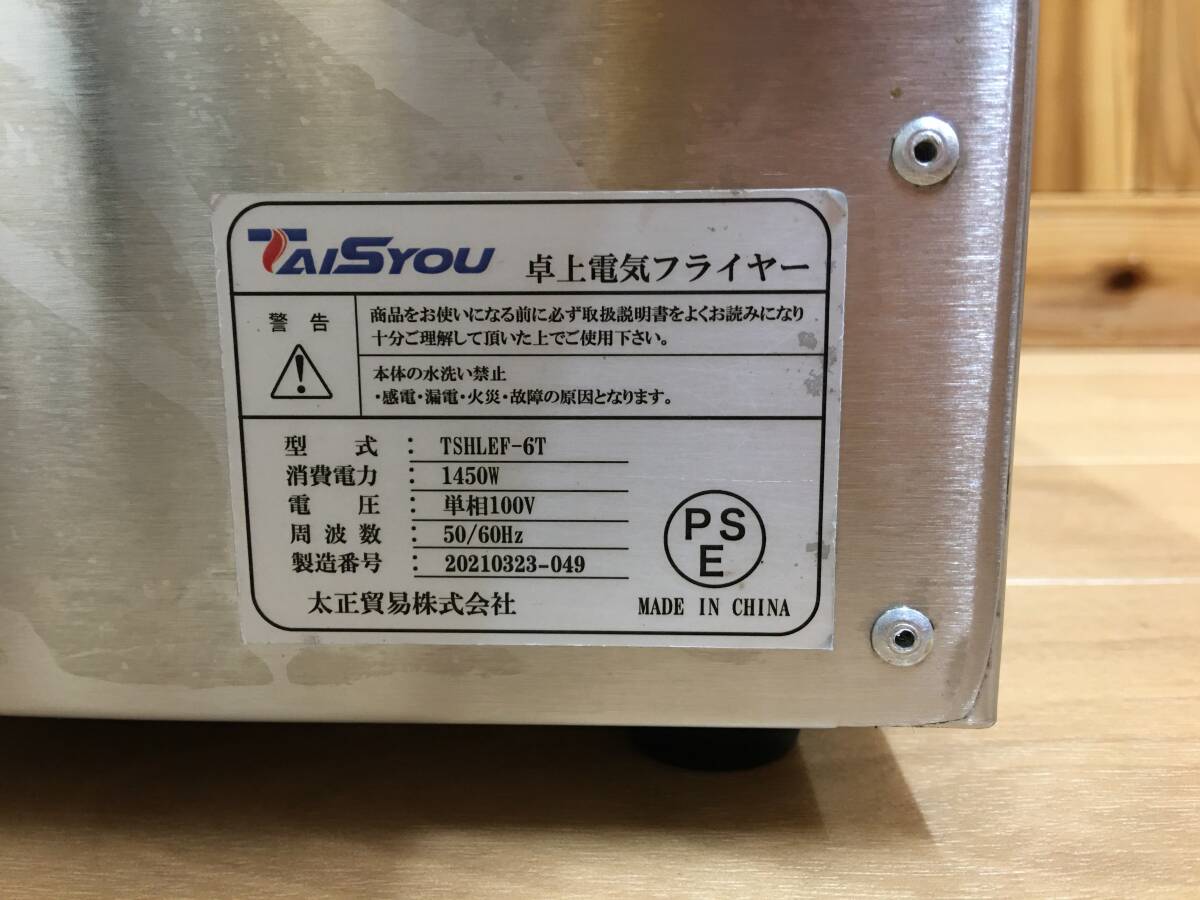 TAISYOU 卓上電気フライヤー
警告
商品をお使いになる前に必ず取扱説明書をよくお読みになり
十分ご理解して頂いた上でご使用下さい。
本体の水洗い禁止
・感電・漏電・火災・故障の原因となります。
型式：TSHLEF-6T
消費電力：1450W
電圧：単相100V
周波数：50/60Hz
製造番号：20210323-049
太正貿易株式会社
PS
E
MADE IN CHINA